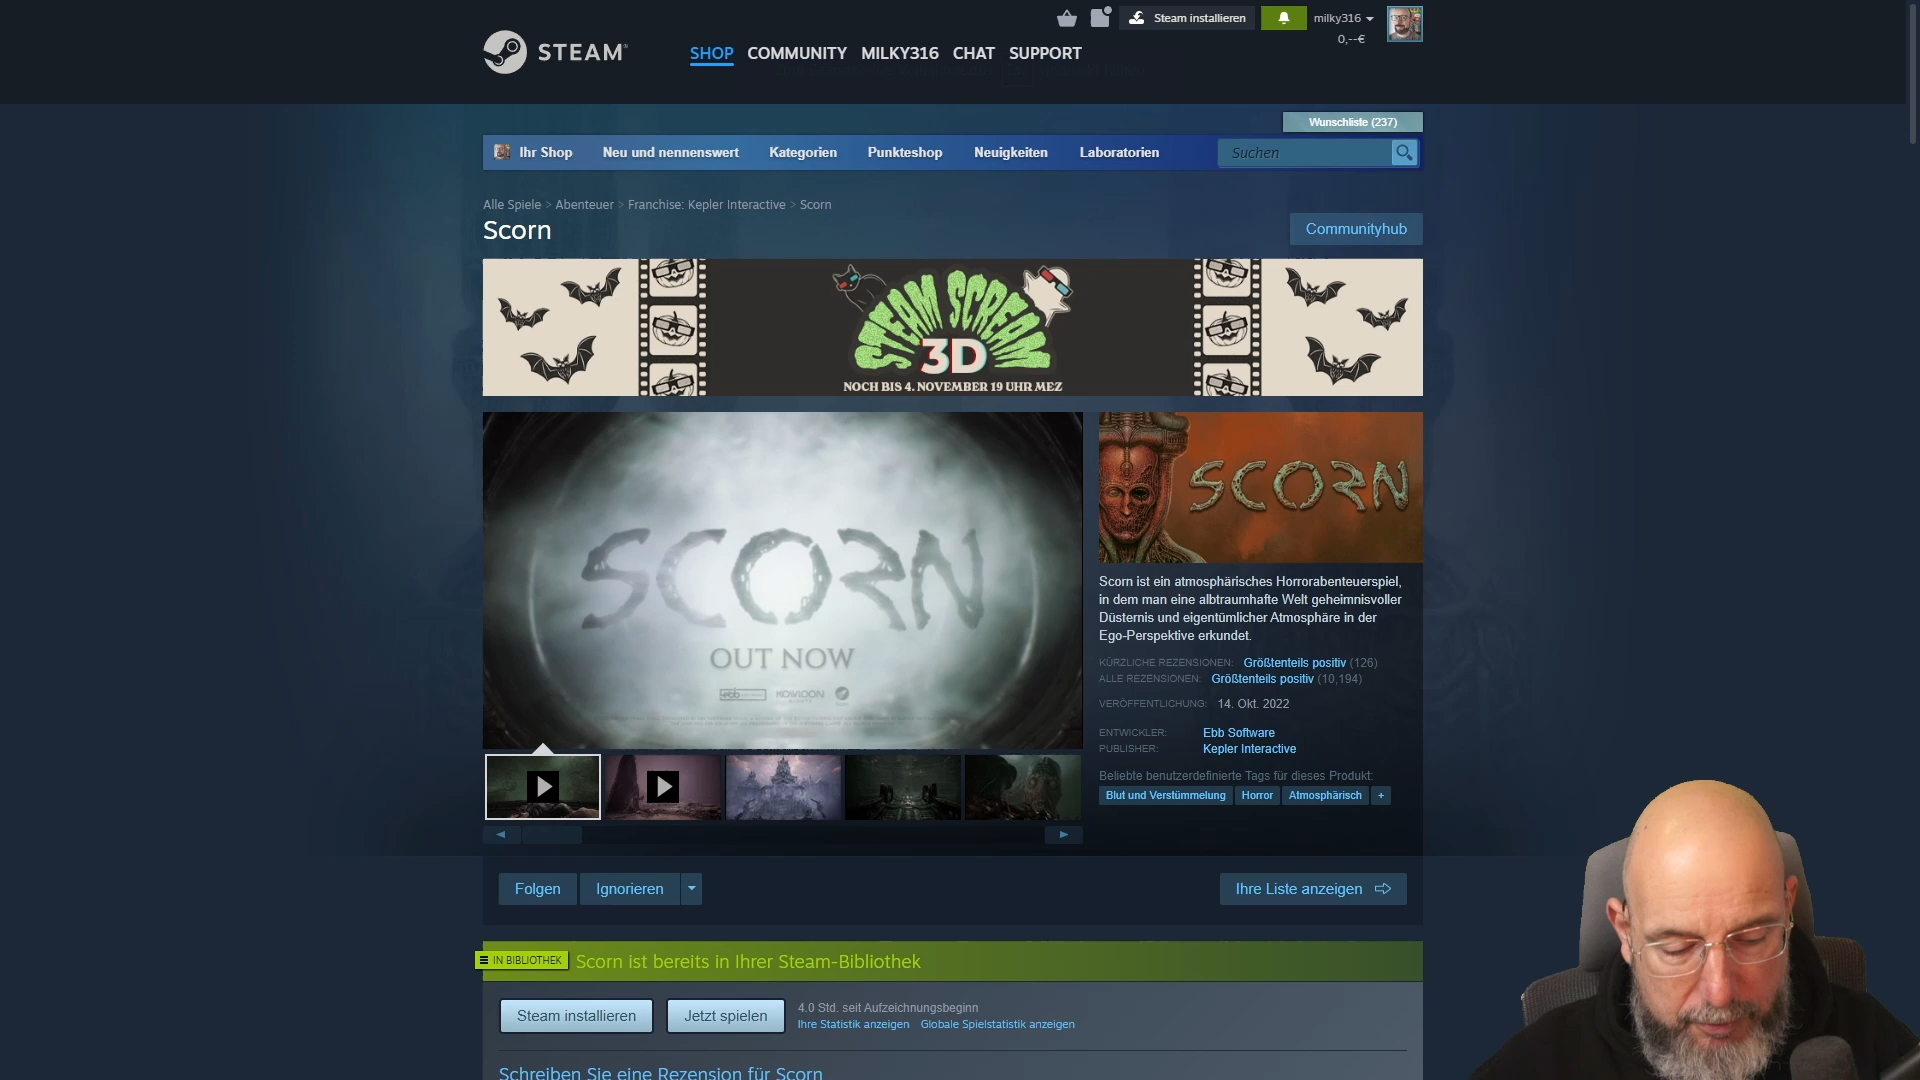 Steam installieren
milky316
0,--€
STEAM
SHOP COMMUNITY MILKY316 CHAT SUPPORT
Wunschliste (237)
Ihr Shop Neu und nennenswert Kategorien Punkteshop Neuigkeiten Laboratorien Suchen
Alle Spiele > Abenteuer > Franchise: Kepler Interactive > Scorn
Scorn
Communityhub
STEAM SCREAM
3D
NOCH BIS 4. NOVEMBER 19 UHR MEZ
SCORN
OUT NOW
ebb
KOWLOON
SCORN
Scorn ist ein atmosphärisches Horrorabenteuerspiel,
in dem man eine albtraumhafte Welt geheimnisvoller
Düsternis und eigentümlicher Atmosphäre in der
Ego-Perspektive erkundet.
KÜRZLICHE REZENSIONEN: Größtenteils positiv (126)
ALLE REZENSIONEN: Größtenteils positiv (10,194)
VERÖFFENTLICHUNG: 14. Okt. 2022
ENTWICKLER: Ebb Software
PUBLISHER: Kepler Interactive
Beliebte benutzerdefinierte Tags für dieses Produkt:
Blut und Verstümmelung Horror Atmosphärisch +
Folgen Ignorieren
Ihre Liste anzeigen
IN BIBLIOTHEK Scorn ist bereits in Ihrer Steam-Bibliothek
Steam installieren Jetzt spielen
4.0 Std. seit Aufzeichnungsbeginn
Ihre Statistik anzeigen Globale Spielstatistik anzeigen
Schreiben Sie eine Rezension für Scorn